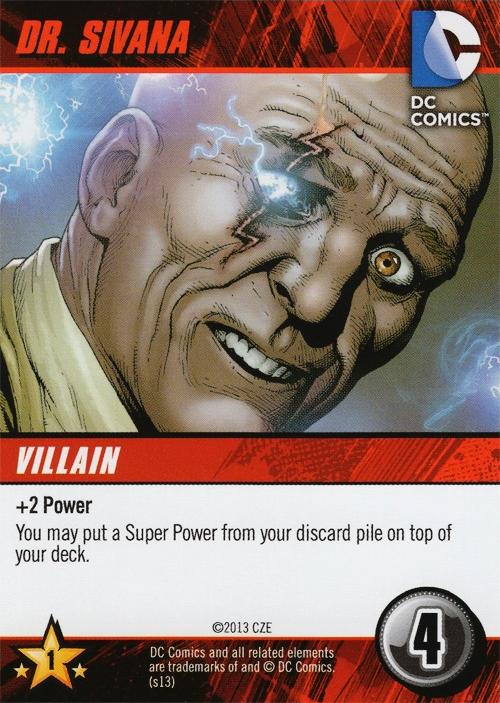 DR. SIVANA
DC
COMICS™
VILLAIN
+2 Power
You may put a Super Power from your discard pile on top of
your deck.
©2013 CZE
1
DC Comics and all related elements
are trademarks of and © DC Comics.
(s13)
4